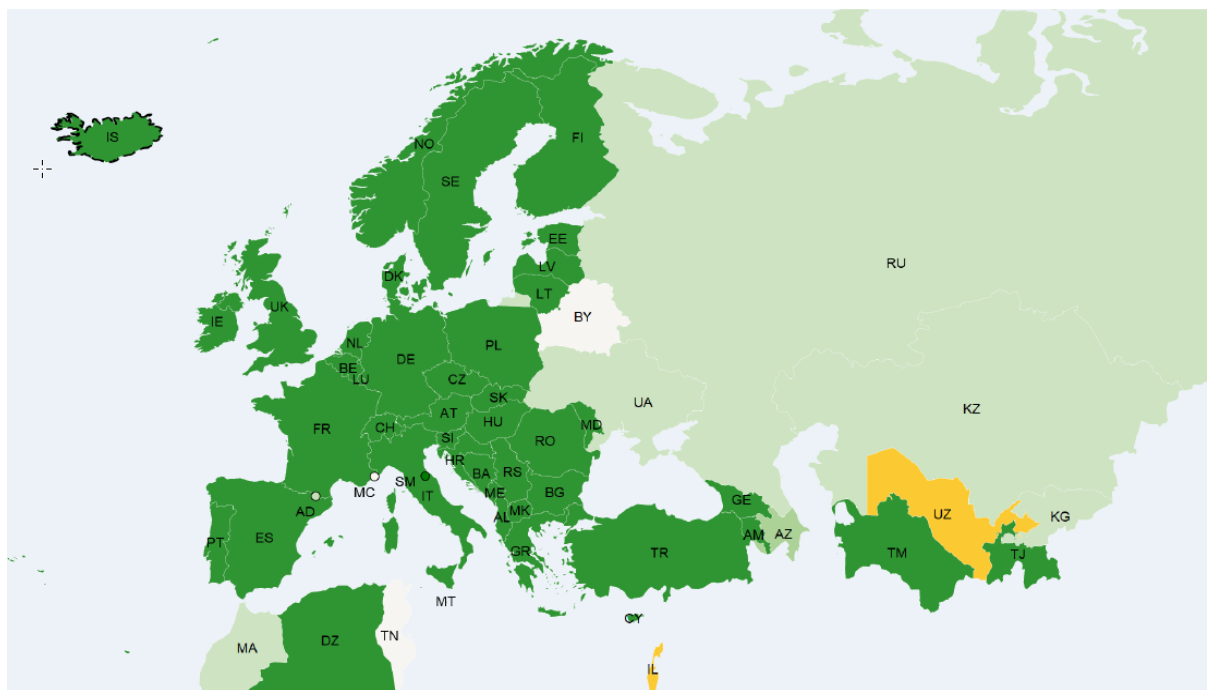 IS
NO
FI
SE
EE
LV
DK
LT
RU
IE
UK
BY
NL
DE
PL
BE
LU
CZ
SK
UA
KZ
FR
CH
AT
HU
SI
RO
MD
HR
BA
RS
MC
SM
IT
ME
BG
AD
AL
MK
GE
UZ
KG
PT
ES
GR
TR
AM
AZ
TM
TJ
MT
CY
MA
DZ
TN
IL